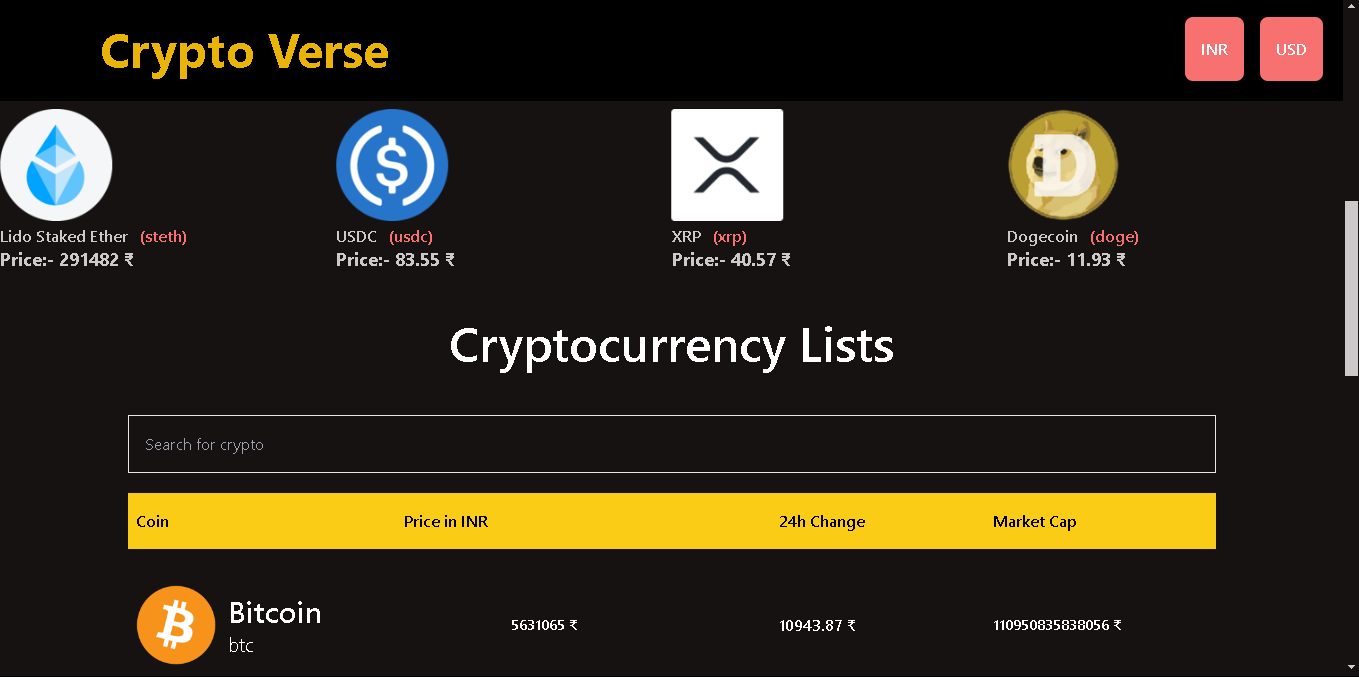 Crypto Verse
INR
USD
Lido Staked Ether (steth)
Price:- 291482 ₹
USDC (usdc)
Price:- 83.55 ₹
XRP (xrp)
Price:- 40.57 ₹
Dogecoin (doge)
Price:- 11.93 ₹
Cryptocurrency Lists
Search for crypto
Coin Price in INR 24h Change Market Cap
Bitcoin
btc
5631065 ₹ 10943.87 ₹ 110950835838056 ₹